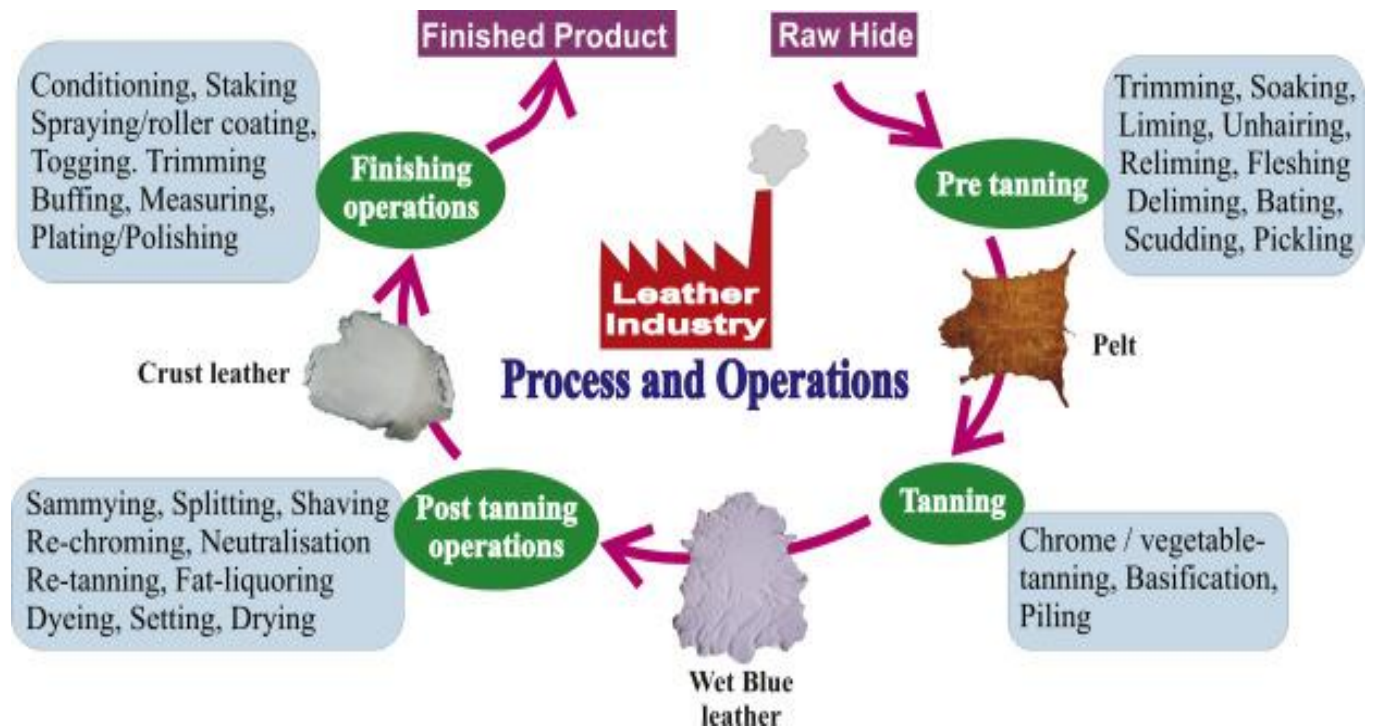 Finished Product
Raw Hide
Conditioning, Staking
Spraying/roller coating,
Togging. Trimming
Buffing, Measuring,
Plating/Polishing
Finishing
operations
Pre tanning
Trimming, Soaking,
Liming, Unhairing,
Reliming, Fleshing
Deliming, Bating,
Scudding, Pickling
Leather
Industry
Process and Operations
Crust leather
Pelt
Sammying, Splitting, Shaving
Re-chroming, Neutralisation
Re-tanning, Fat-liquoring
Dyeing, Setting, Drying
Post tanning
operations
Tanning
Chrome / vegetable-
tanning, Basification,
Piling
Wet Blue
leather